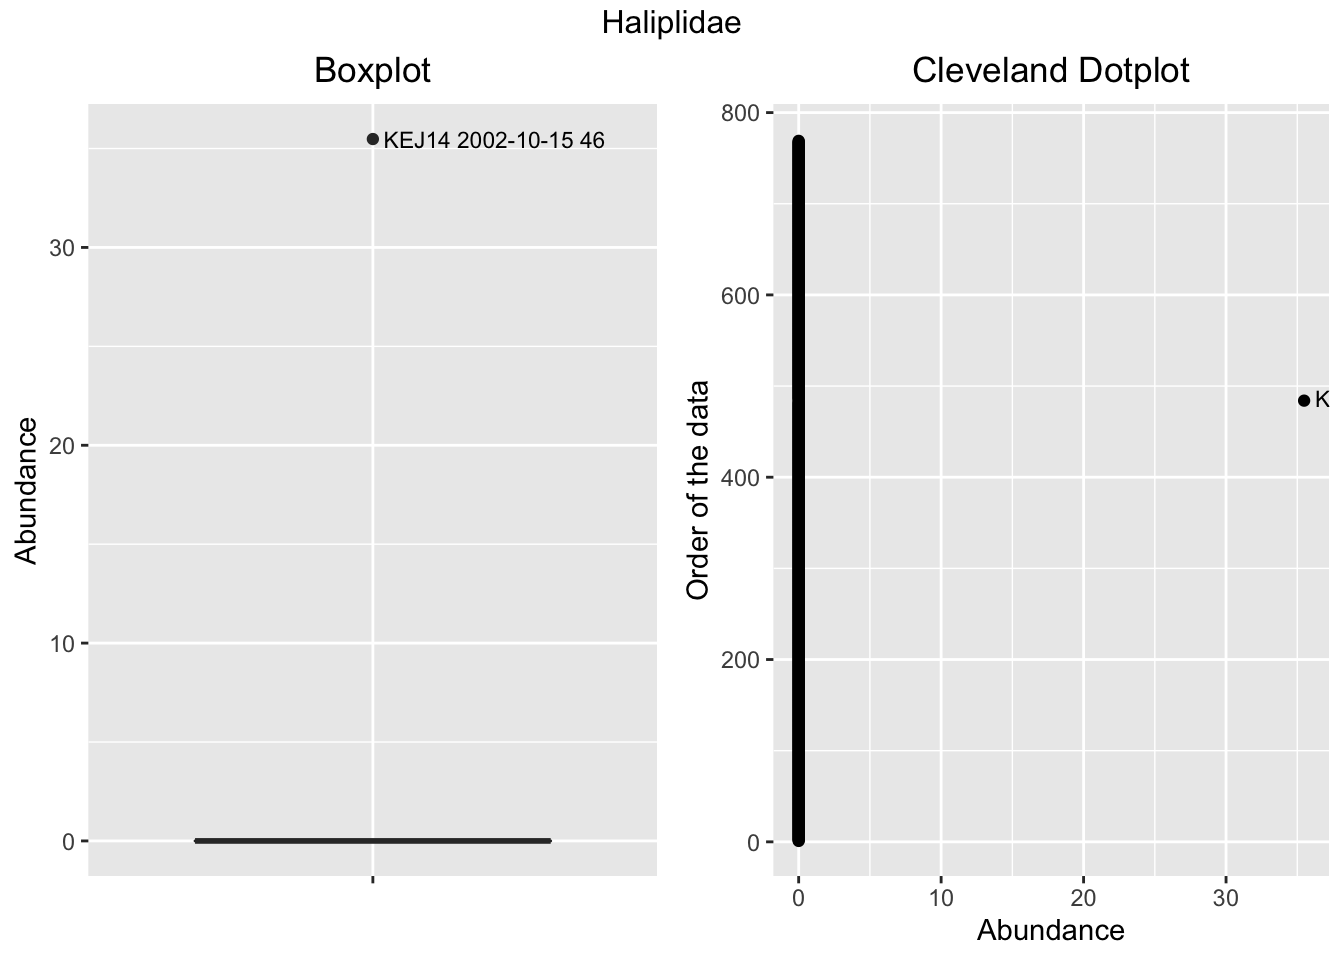 Haliplidae
Boxplot
Abundance
30
20
10
0
KEJ14 2002-10-15 46
Cleveland Dotplot
Order of the data
800
600
400
200
0
K
0 10 20 30
Abundance